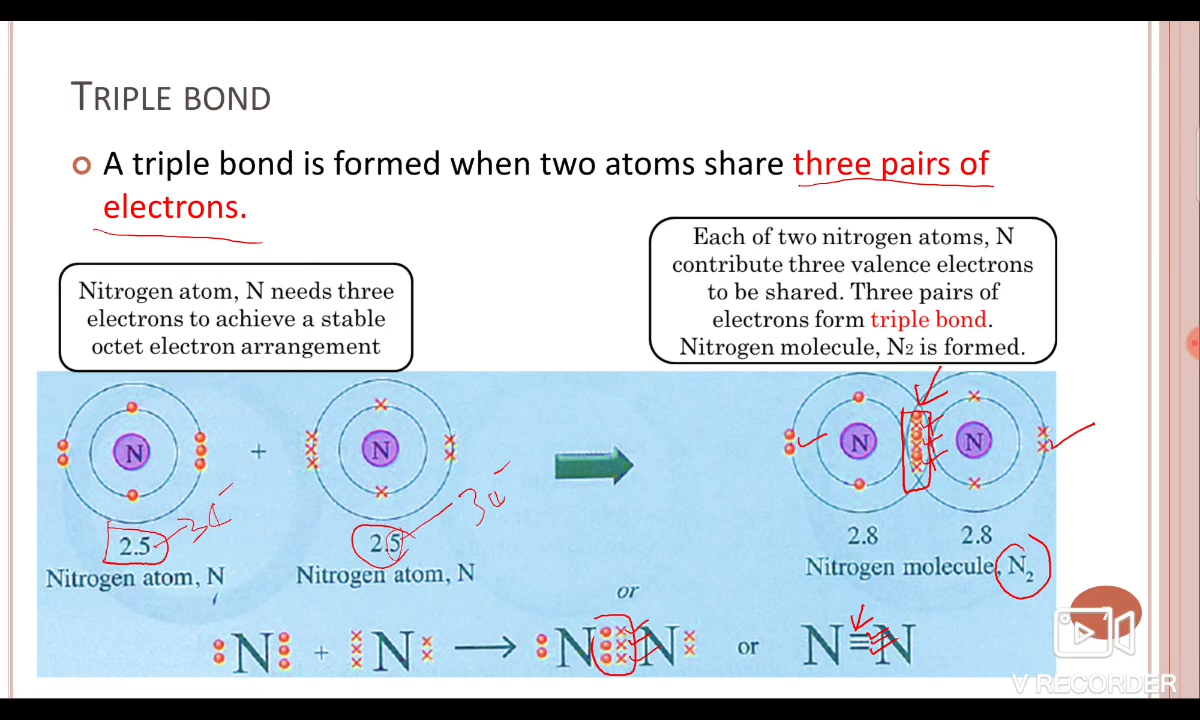 TRIPLE BOND
A triple bond is formed when two atoms share three pairs of
electrons.
Nitrogen atom, N needs three
electrons to achieve a stable
octet electron arrangement
Each of two nitrogen atoms, N
contribute three valence electrons
to be shared. Three pairs of
electrons form triple bond.
Nitrogen molecule, N2 is formed.
N + N N N
2.5 3e⁻ 2.5 3e⁻ 2.8 2.8
Nitrogen atom, N Nitrogen atom, N Nitrogen molecule, N₂
or
N + N → N N or N≡N
V RECORDER